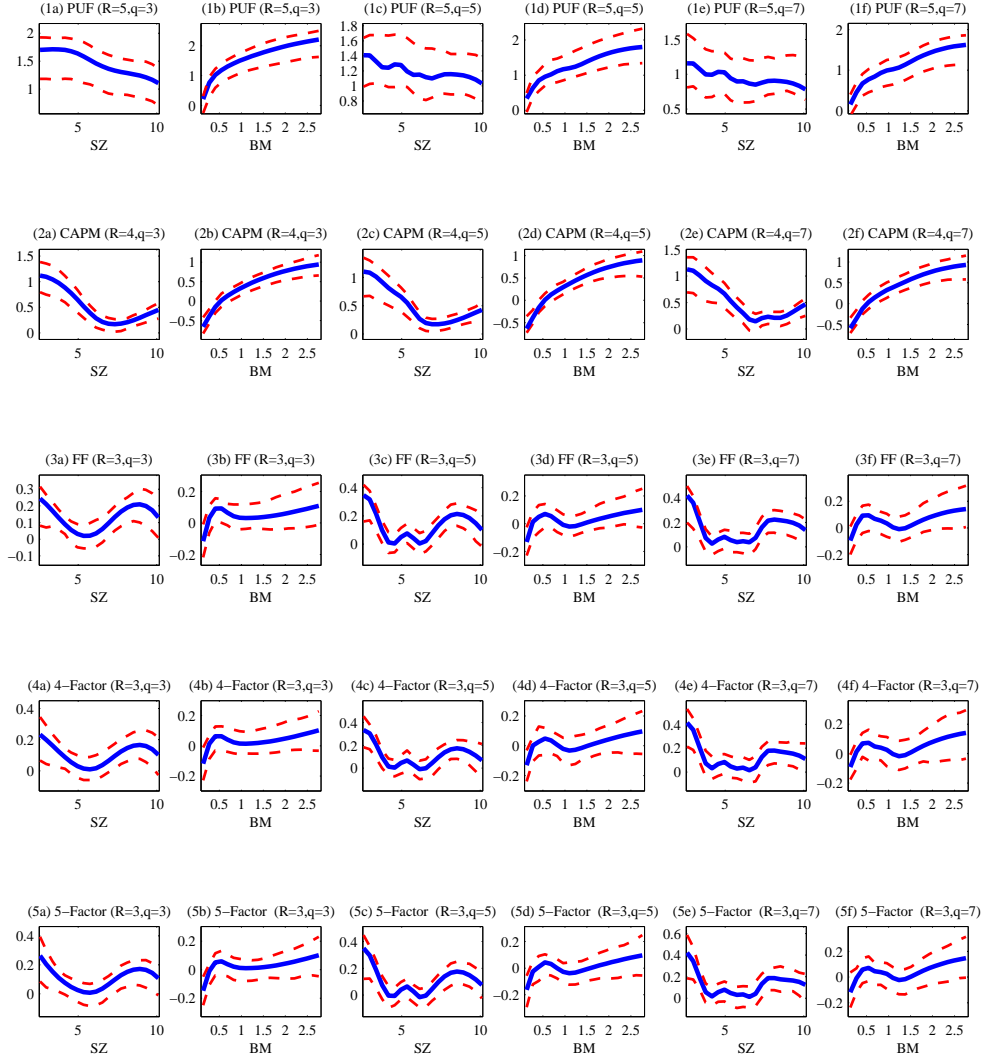 (1a) PUF (R=5,q=3) (1b) PUF (R=5,q=3) (1c) PUF (R=5,q=5) (1d) PUF (R=5,q=5) (1e) PUF (R=5,q=7) (1f) PUF (R=5,q=7)
2 1.5 1
2 1 0
1.8 1.6 1.4 1.2 1 0.8
2 1 0
1.5 1 0.5
2 1 0
5 10 0.5 1 1.5 2 2.5 5 10 0.5 1 1.5 2 2.5 5 10 0.5 1 1.5 2 2.5
SZ BM SZ BM SZ BM
(2a) CAPM (R=4,q=3) (2b) CAPM (R=4,q=3) (2c) CAPM (R=4,q=5) (2d) CAPM (R=4,q=5) (2e) CAPM (R=4,q=7) (2f) CAPM (R=4,q=7)
1.5 1 0.5 0
1 0.5 0 −0.5
1 0.5 0
1 0.5 0 −0.5
1.5 1 0.5 0
1 0.5 0 −0.5
5 10 0.5 1 1.5 2 2.5 5 10 0.5 1 1.5 2 2.5 5 10 0.5 1 1.5 2 2.5
SZ BM SZ BM SZ BM
(3a) FF (R=3,q=3) (3b) FF (R=3,q=3) (3c) FF (R=3,q=5) (3d) FF (R=3,q=5) (3e) FF (R=3,q=7) (3f) FF (R=3,q=7)
0.3 0.2 0.1 0 −0.1
0.2 0 −0.2
0.4 0.2 0
0.2 0 −0.2
0.4 0.2 0
0.2 0 −0.2
5 10 0.5 1 1.5 2 2.5 5 10 0.5 1 1.5 2 2.5 5 10 0.5 1 1.5 2 2.5
SZ BM SZ BM SZ BM
(4a) 4−Factor (R=3,q=3) (4b) 4−Factor (R=3,q=3) (4c) 4−Factor (R=3,q=5) (4d) 4−Factor (R=3,q=5) (4e) 4−Factor (R=3,q=7) (4f) 4−Factor (R=3,q=7)
0.4 0.2 0
0.2 0 −0.2
0.4 0.2 0
0.2 0 −0.2
0.4 0.2 0
0.2 0 −0.2
5 10 0.5 1 1.5 2 2.5 5 10 0.5 1 1.5 2 2.5 5 10 0.5 1 1.5 2 2.5
SZ BM SZ BM SZ BM
(5a) 5−Factor (R=3,q=3) (5b) 5−Factor (R=3,q=3) (5c) 5−Factor (R=3,q=5) (5d) 5−Factor (R=3,q=5) (5e) 5−Factor (R=3,q=7) (5f) 5−Factor (R=3,q=7)
0.4 0.2 0
0.2 0 −0.2
0.4 0.2 0
0.2 0 −0.2
0.6 0.4 0.2 0
0.2 0 −0.2
5 10 0.5 1 1.5 2 2.5 5 10 0.5 1 1.5 2 2.5 5 10 0.5 1 1.5 2 2.5
SZ BM SZ BM SZ BM